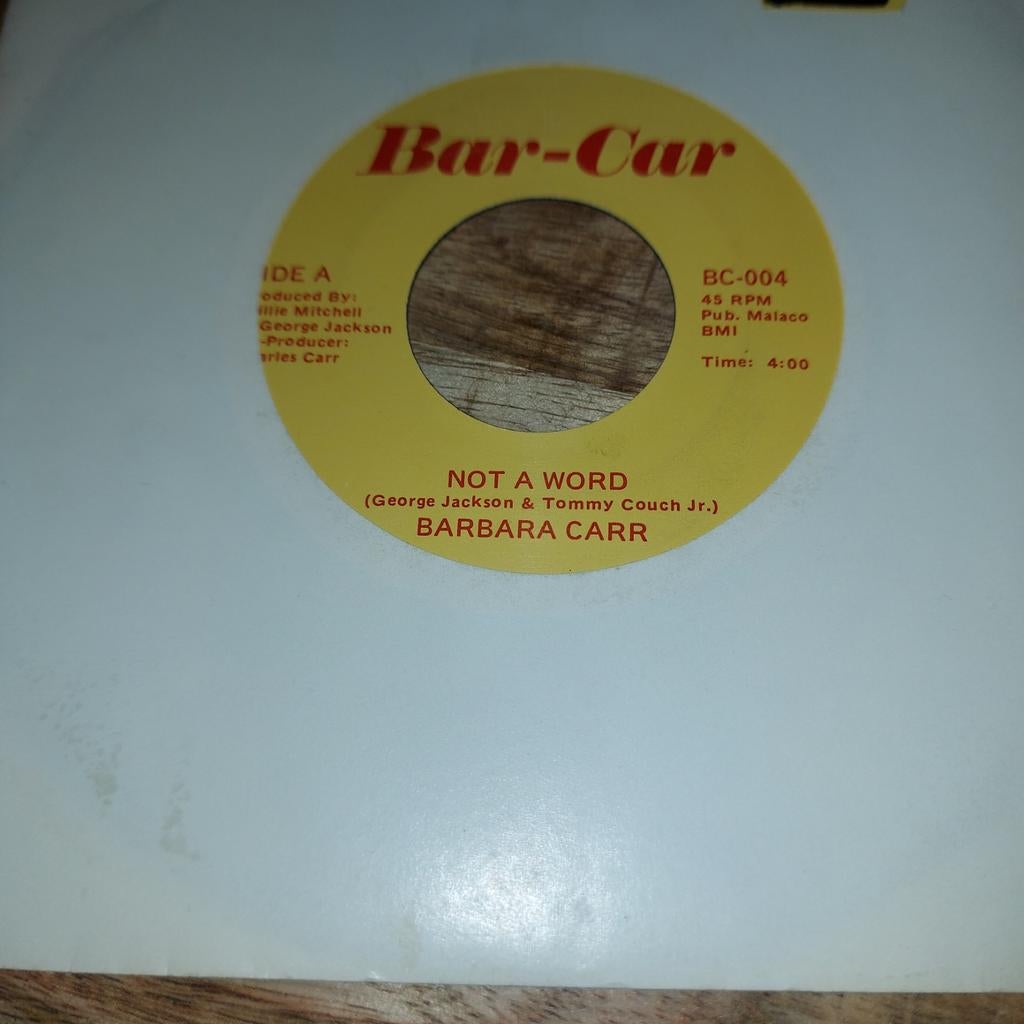 Bar-Car
IDE A
oduced By:
illie Mitchell
George Jackson
-Producer:
arles Carr
BC-004
45 RPM
Pub. Malaco
BMI
Time: 4:00
NOT A WORD
(George Jackson & Tommy Couch Jr.)
BARBARA CARR